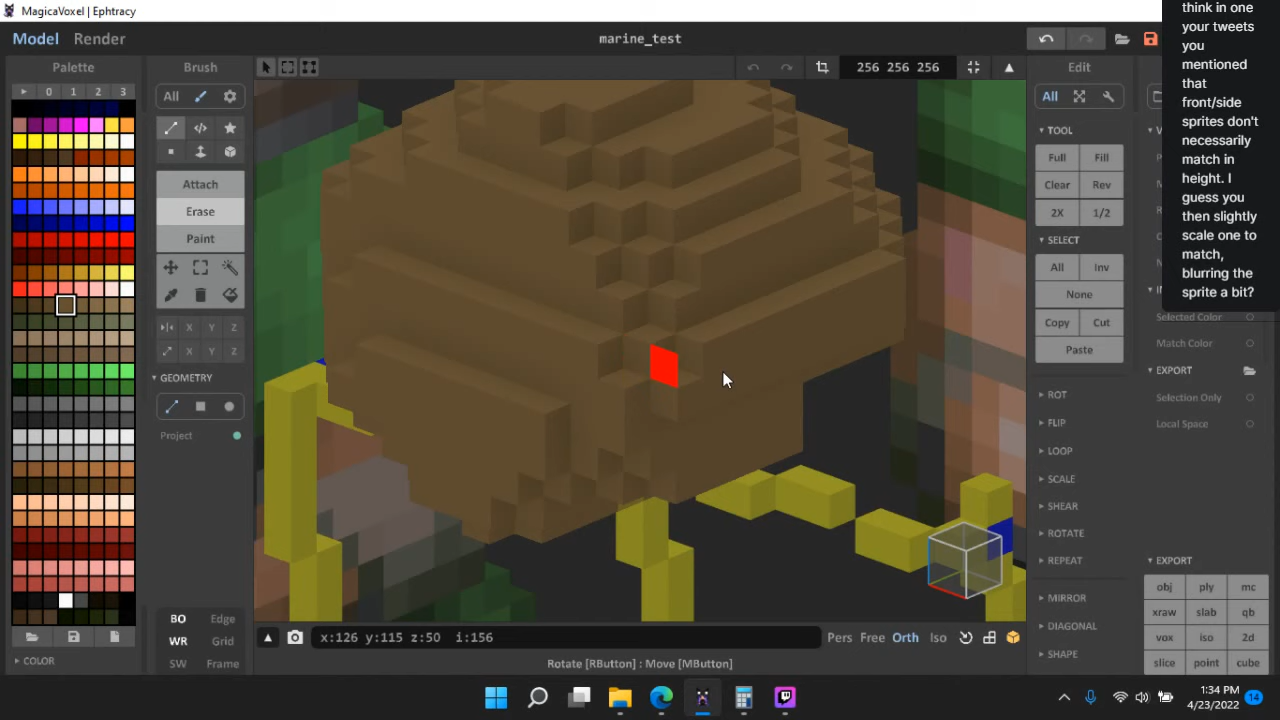 MagicaVoxel | Ephtracy
Model Render
marine_test
think in one
your tweets
you
mentioned
that
front/side
sprites don't
necessarily
match in
height. I
guess you
then slightly
scale one to
match,
blurring the
sprite a bit?
Palette
0 1 2 3
COLOR
Brush
All
Attach
Erase
Paint
X Y Z
X Y Z
GEOMETRY
Project
BO Edge
WR Grid
SW Frame
256 256 256
x:126 y:115 z:50 i:156
Pers Free Orth Iso
Rotate [RButton] : Move [MButton]
Edit
All
TOOL
Full Fill
Clear Rev
2X 1/2
SELECT
All Inv
None
Copy Cut
Paste
ROT
FLIP
LOOP
SCALE
SHEAR
ROTATE
REPEAT
MIRROR
DIAGONAL
SHAPE
Selected Color
Match Color
EXPORT
Selection Only
Local Space
EXPORT
obj ply mc
xraw slab qb
vox iso 2d
slice point cube
1:34 PM
4/23/2022
14